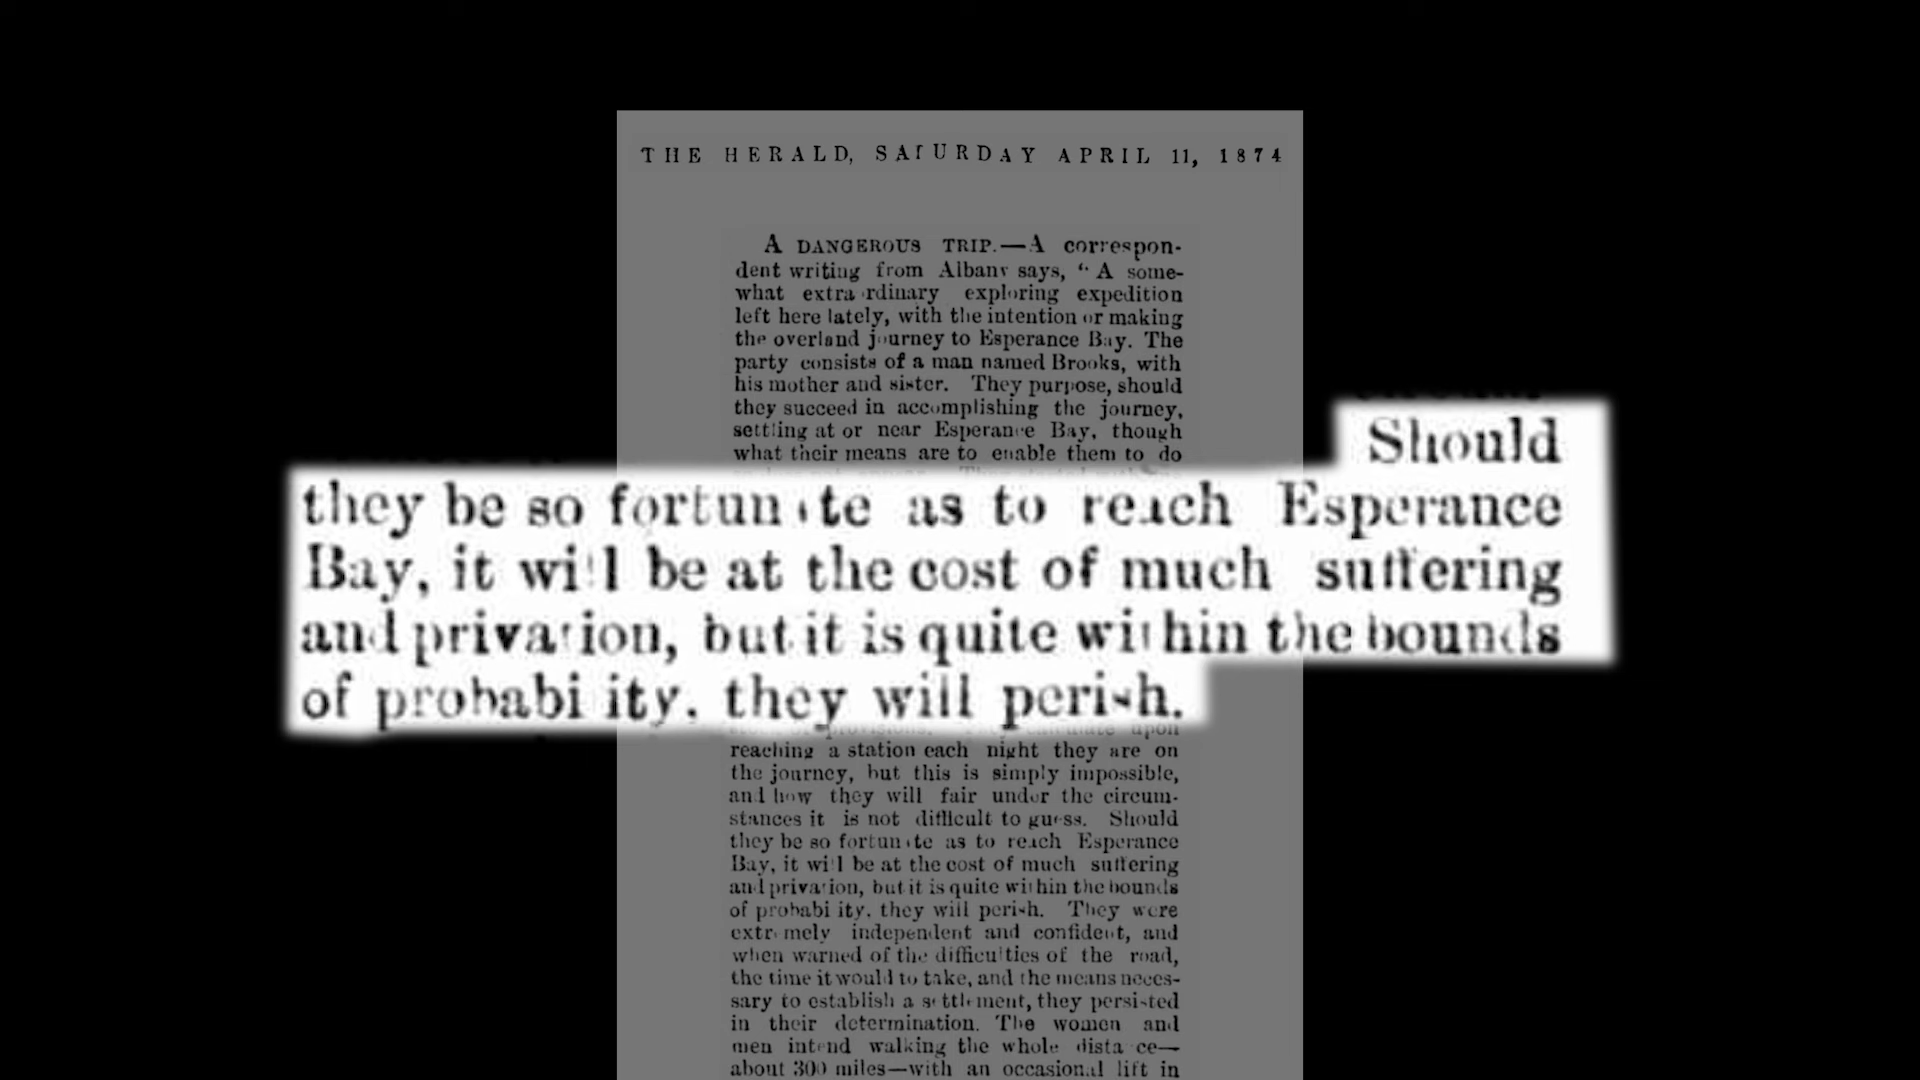 THE HERALD, SATURDAY APRIL 11, 1874
A DANGEROUS TRIP.—A correspon-
dent writing from Albany says, “ A some-
what extraordinary exploring expedition
left here lately, with the intention or making
the overland journey to Esperance Bay. The
party consists of a man named Brooks, with
his mother and sister. They purpose, should
they succeed in accomplishing the journey,
settling at or near Esperance Bay, though
what their means are to enable them to do
Should
they be so fortunate as to reach Esperance
Bay, it will be at the cost of much suffering
and privation, but it is quite within the bounds
of probability. they will perish.
reaching a station each night they are on
the journey, but this is simply impossible,
and how they will fair under the circum-
stances it is not difficult to guess. Should
they be so fortunate as to reach Esperance
Bay, it will be at the cost of much suffering
and privation, but it is quite within the bounds
of probability. they will perish. They were
extremely independent and confident, and
when warned of the difficulties of the road,
the time it would to take, and the means neces-
sary to establish a settlement, they persisted
in their determination. The women and
men intend walking the whole distance—
about 300 miles—with an occasional lift in